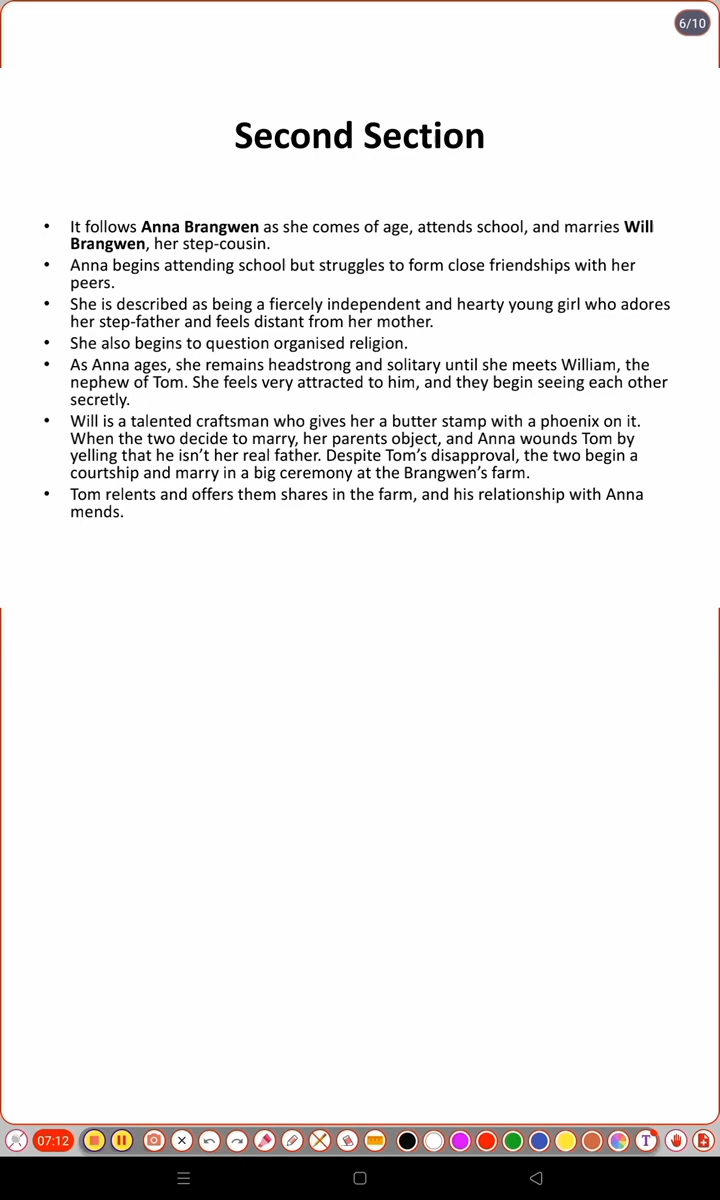 6/10
Second Section
• It follows Anna Brangwen as she comes of age, attends school, and marries Will
Brangwen, her step-cousin.
• Anna begins attending school but struggles to form close friendships with her
peers.
• She is described as being a fiercely independent and hearty young girl who adores
her step-father and feels distant from her mother.
• She also begins to question organised religion.
• As Anna ages, she remains headstrong and solitary until she meets William, the
nephew of Tom. She feels very attracted to him, and they begin seeing each other
secretly.
• Will is a talented craftsman who gives her a butter stamp with a phoenix on it.
When the two decide to marry, her parents object, and Anna wounds Tom by
yelling that he isn’t her real father. Despite Tom’s disapproval, the two begin a
courtship and marry in a big ceremony at the Brangwen’s farm.
• Tom relents and offers them shares in the farm, and his relationship with Anna
mends.
07:12
T